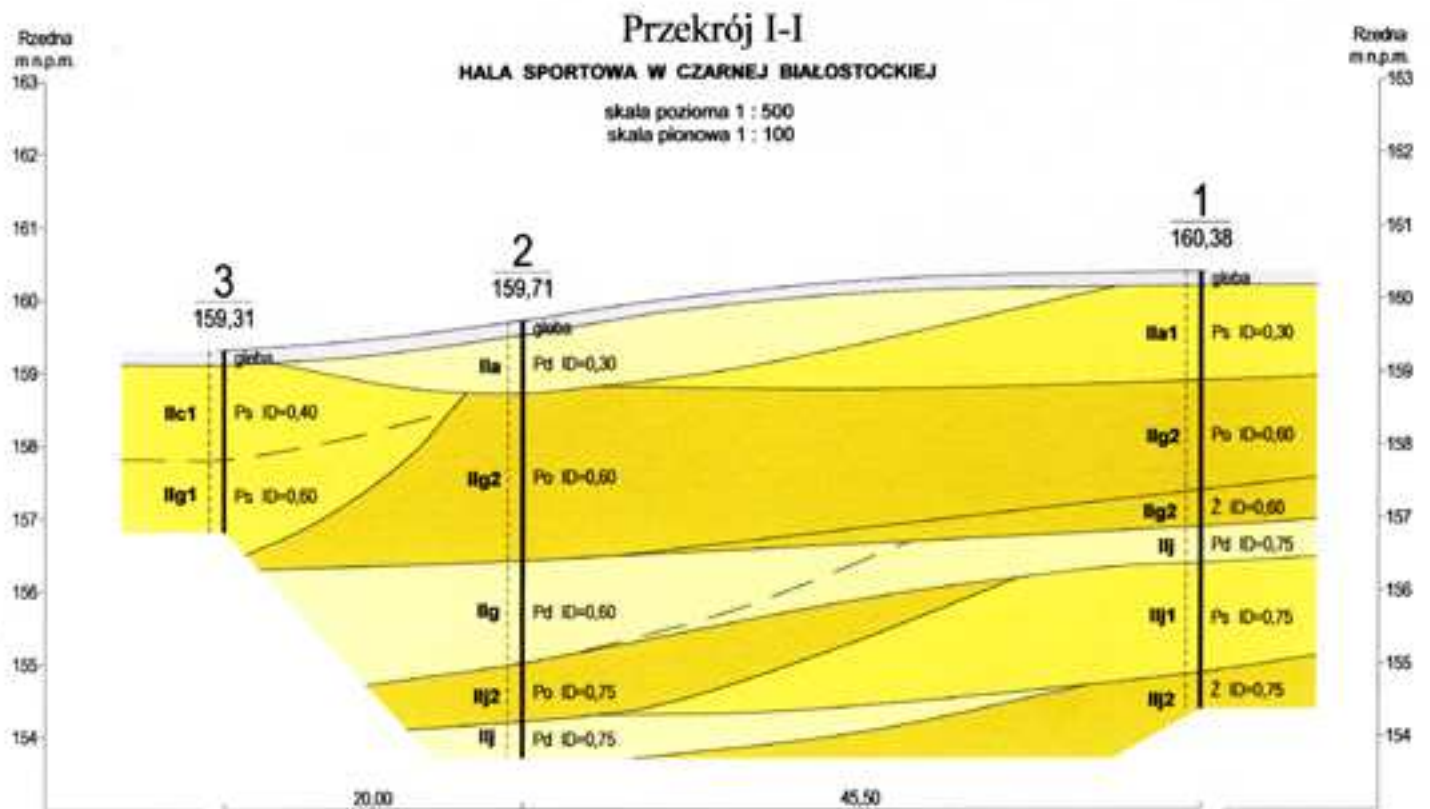 Przekrój I-I
HALA SPORTOWA W CZARNEJ BIAŁOSTOCKIEJ
skala pozioma 1 : 500
skala pionowa 1 : 100
Rzedna
m n.p.m.
163
162
161
160
159
158
157
156
155
154
Rzedna
m n.p.m.
163
162
161
160
159
158
157
156
155
154
3
159,31
gleba
IIc1 Ps ID=0,40
IIg1 Ps ID=0,60
2
159,71
gleba
IIa Pd ID=0,30
IIg2 Po ID=0,60
IIg Pd ID=0,60
IIj2 Po ID=0,75
IIj Pd ID=0,75
1
160,38
gleba
IIa1 Ps ID=0,30
IIg2 Po ID=0,60
IIg2 Ż ID=0,60
IIj Pd ID=0,75
IIj1 Ps ID=0,75
IIj2 Ż ID=0,75
20,00
45,50